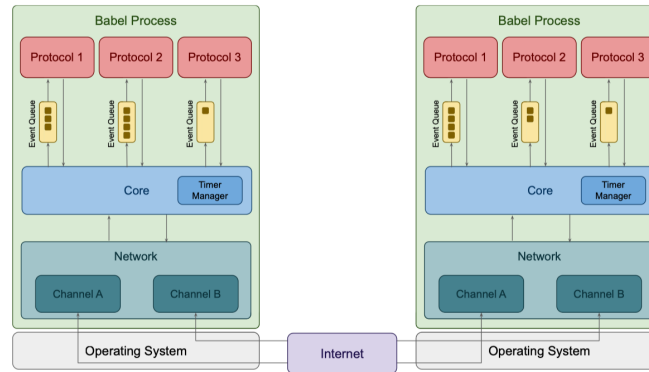 Babel Process
Protocol 1
Protocol 2
Protocol 3
Event Queue
Event Queue
Event Queue
Core
Timer
Manager
Network
Channel A
Channel B
Operating System
Internet
Babel Process
Protocol 1
Protocol 2
Protocol 3
Event Queue
Event Queue
Event Queue
Core
Timer
Manager
Network
Channel A
Channel B
Operating System